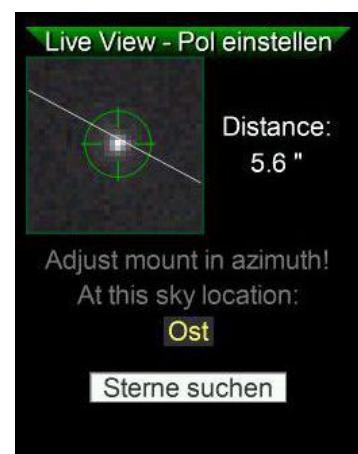 Live View - Pol einstellen
Distance:
5.6 "
Adjust mount in azimuth!
At this sky location:
Ost
Sterne suchen